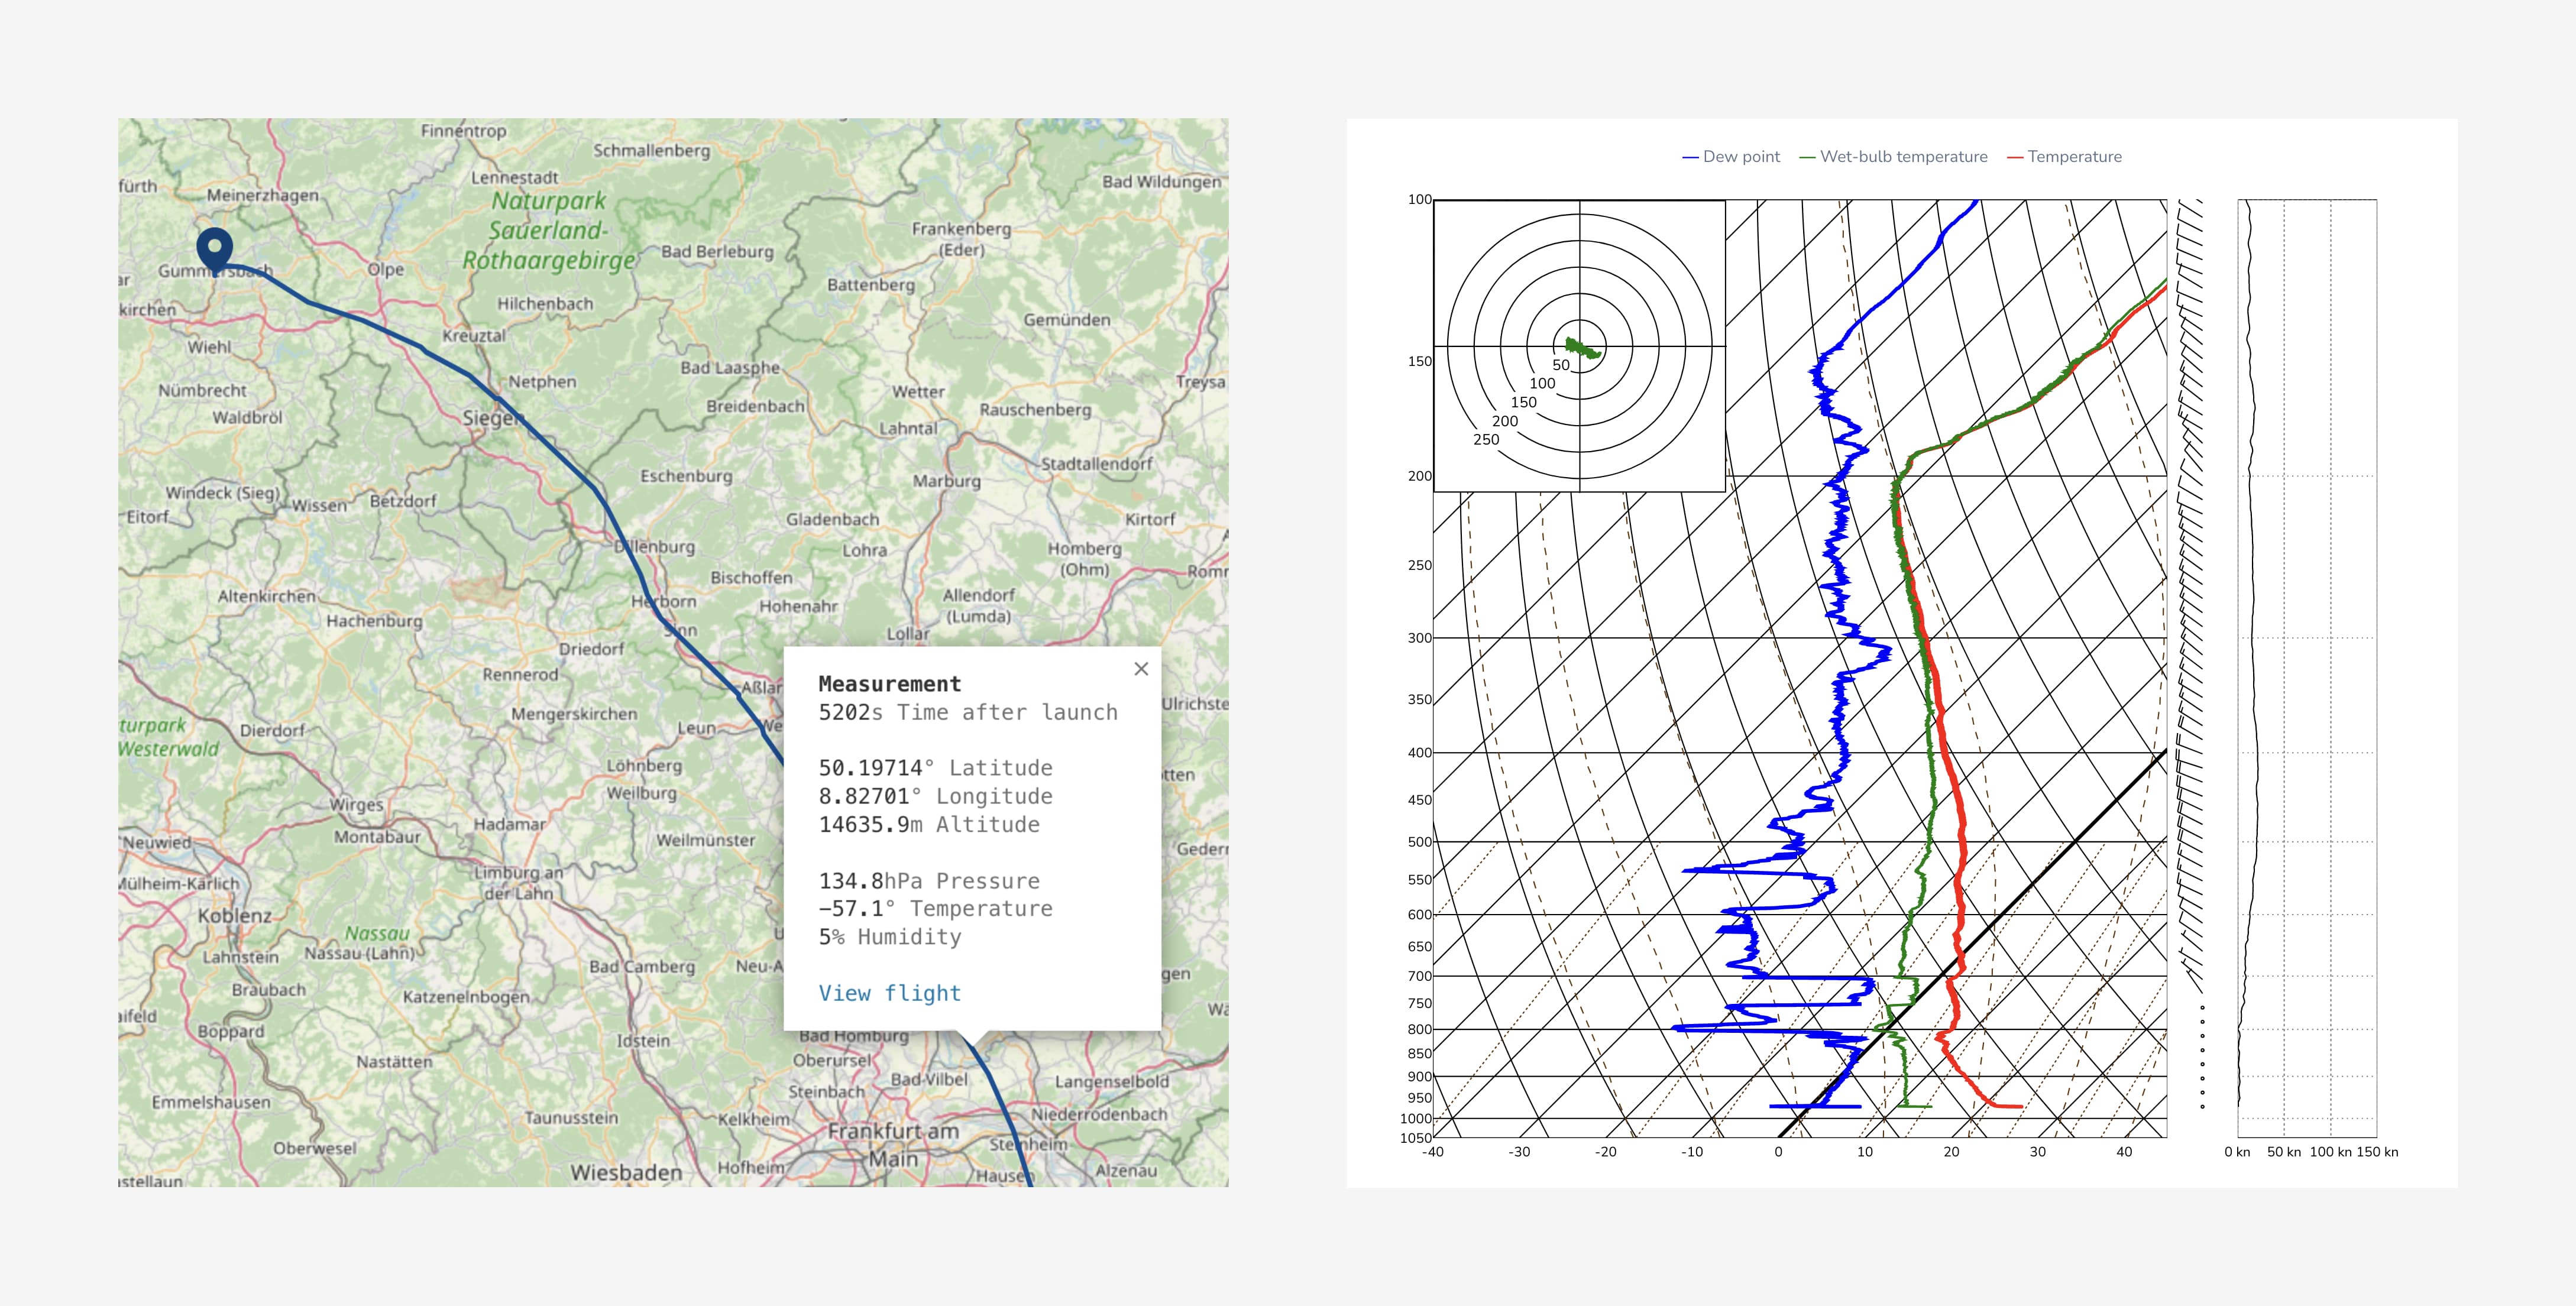 Finnentrop
Schmallenberg
fürth
Meinerzhagen
Lennestadt
Bad Wildungen
Naturpark
Sauerland-
Rothaargebirge
Bad Berleburg
Frankenberg
(Eder)
Gummersbach
Olpe
Battenberg
kirchen
Hilchenbach
Gemünden
Wiehl
Kreuztal
Nümbrecht
Netphen
Bad Laasphe
Wetter
Treysa
Waldbröl
Siegen
Breidenbach
Rauschenberg
Lahntal
Windeck (Sieg)
Wissen
Betzdorf
Eschenburg
Marburg
Stadtallendorf
Eitorf
Gladenbach
Kirtorf
Dillenburg
Lohra
Homberg
(Ohm)
Altenkirchen
Bischoffen
Romr
Hachenburg
Herborn
Hohenahr
Allendorf
(Lumda)
Sinn
Lollar
Driedorf
Rennerod
Aßlar
Ulrichste
turpark
Westerwald
Dierdorf
Mengerskirchen
Leun
We
Löhnberg
Weilburg
tten
Wirges
Montabaur
Hadamar
Weilmünster
Neuwied
Gedern
Mülheim-Kärlich
Limburg an
der Lahn
Koblenz
Nassau
Lahnstein
Nassau (Lahn)
Bad Camberg
Neu-A
gen
Braubach
Katzenelnbogen
aifeld
Boppard
Nastätten
Idstein
Bad Homburg
Oberursel
Steinbach
Bad-Vilbel
Langenselbold
Emmelshausen
Taunusstein
Kelkheim
Niederrodenbach
Oberwesel
Frankfurt am
Main
Steinheim
Wiesbaden
Hofheim
Hausen
Alzenau
stellaun
Measurement
5202s Time after launch
50.19714° Latitude
8.82701° Longitude
14635.9m Altitude
134.8hPa Pressure
-57.1° Temperature
5% Humidity
View flight
Dew point
Wet-bulb temperature
Temperature
100
150
200
250
300
350
400
450
500
550
600
650
700
750
800
850
900
950
1000
1050
50
100
150
200
250
-40
-30
-20
-10
0
10
20
30
40
0 kn
50 kn
100 kn
150 kn